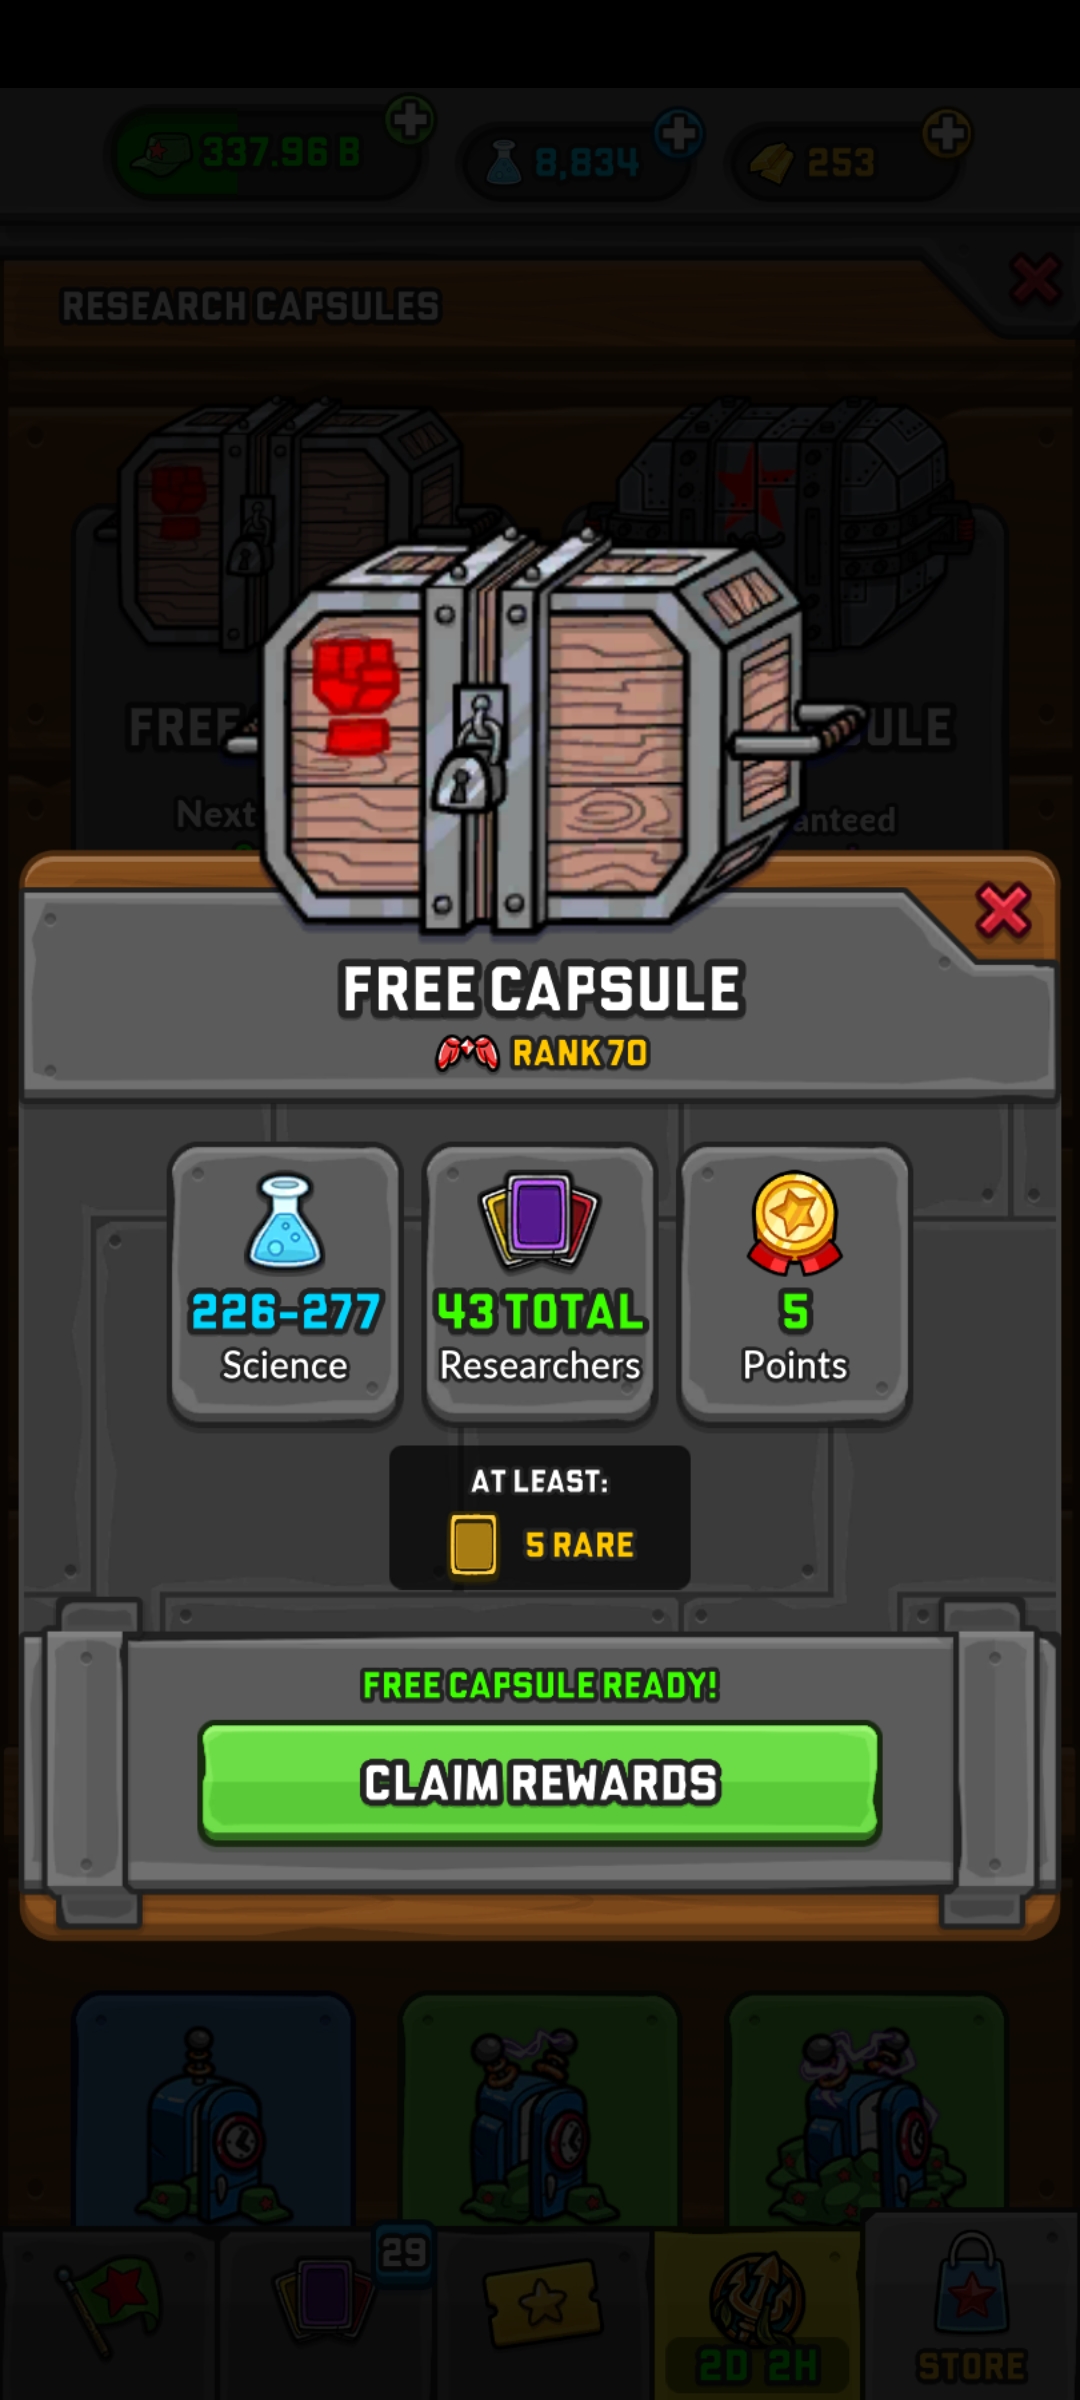 337.96 B
8,834
253
RESEARCH CAPSULES
FREE
SULE
Next
anteed
FREE CAPSULE
RANK 70
226-277
Science
43 TOTAL
Researchers
5
Points
AT LEAST:
5 RARE
FREE CAPSULE READY!
CLAIM REWARDS
29
2D 2H
STORE